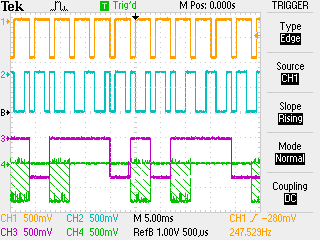 Tek Trig'd M Pos: 0.000s TRIGGER
Type
Edge
Source
CH1
Slope
Rising
Mode
Normal
Coupling
DC
1
2
B
3
4
CH1 500mV CH2 500mV M 5.00ms CH1 -280mV
CH3 500mV CH4 500mV RefB 1.00V 500µs 247.523Hz